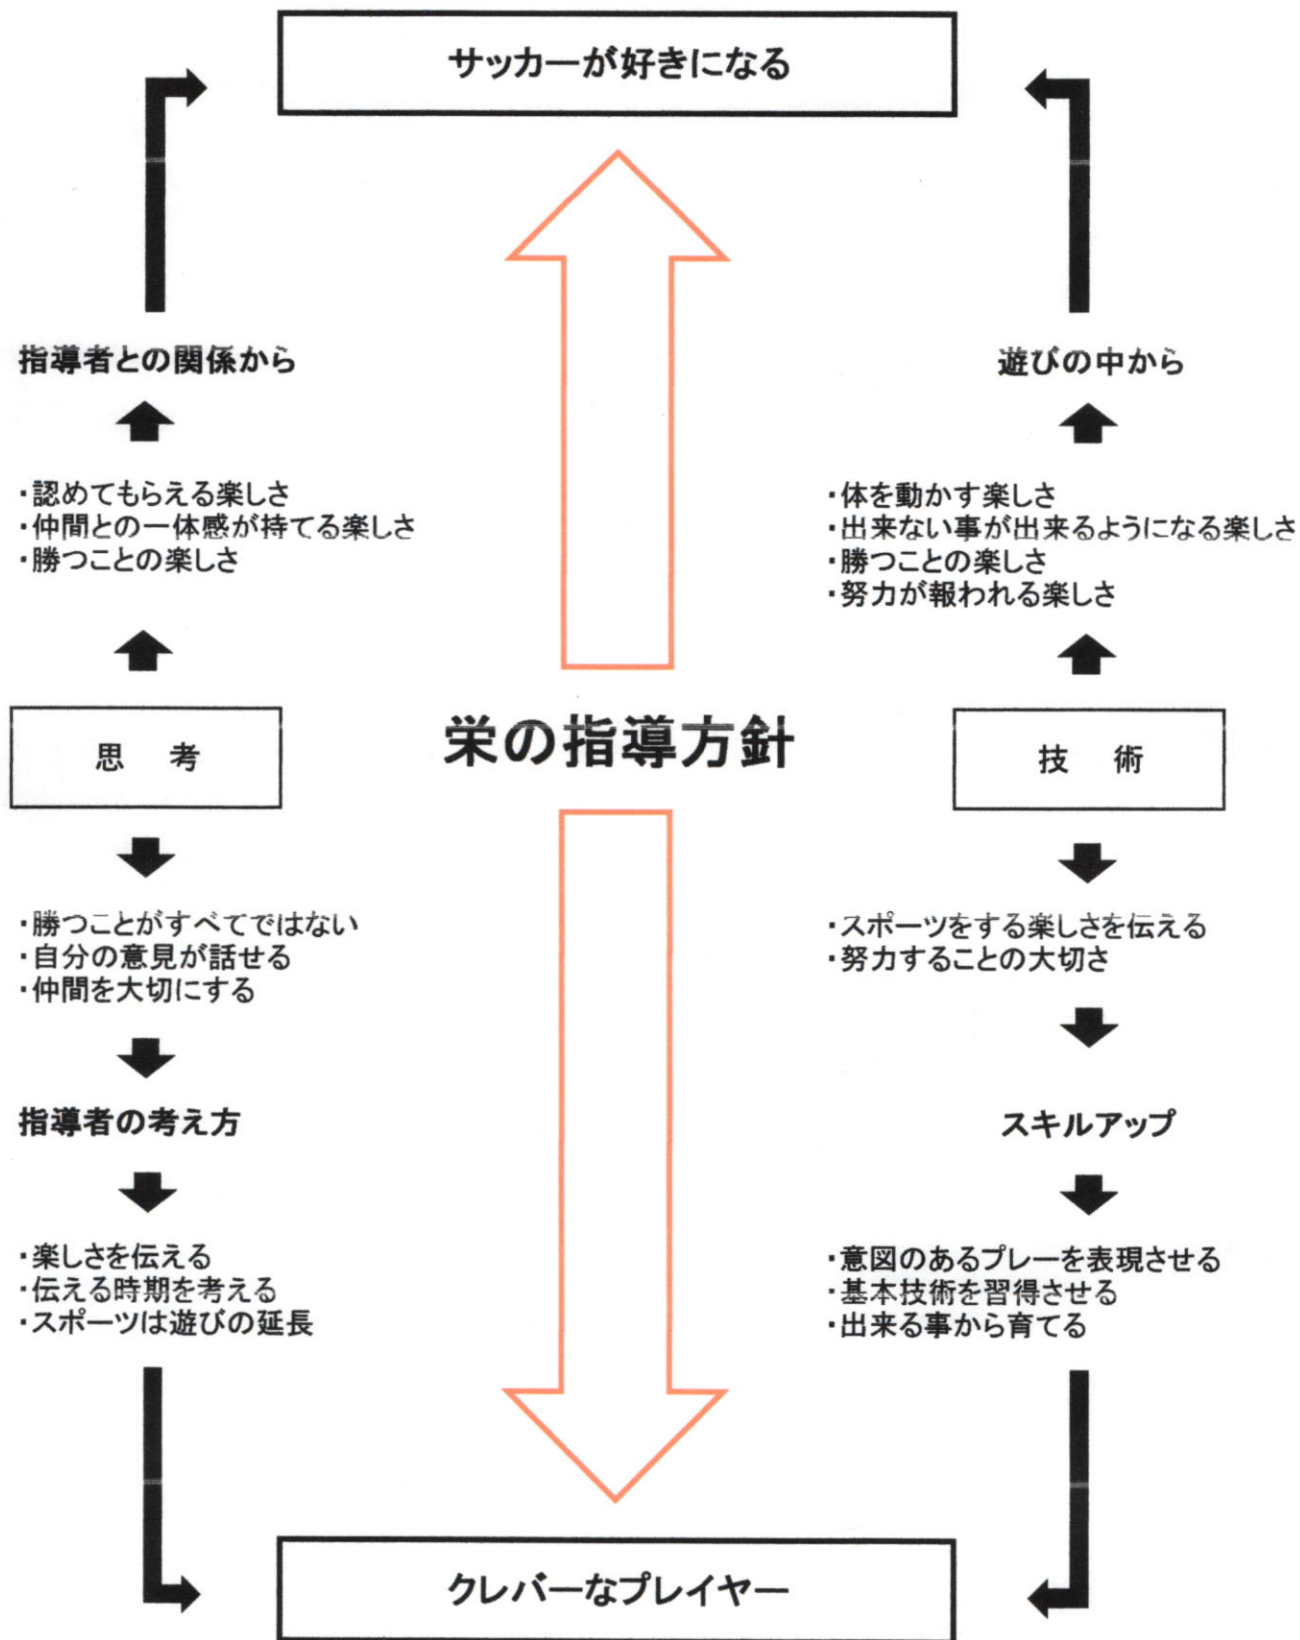 サッカーが好きになる
指導者との関係から
遊びの中から
・認めてもらえる楽しさ
・仲間との一体感が持てる楽しさ
・勝つことの楽しさ
・体を動かす楽しさ
・出来ない事が出来るようになる楽しさ
・勝つことの楽しさ
・努力が報われる楽しさ
思 考
栄の指導方針
技 術
・勝つことがすべてではない
・自分の意見が話せる
・仲間を大切にする
・スポーツをする楽しさを伝える
・努力することの大切さ
指導者の考え方
スキルアップ
・楽しさを伝える
・伝える時期を考える
・スポーツは遊びの延長
・意図のあるプレーを表現させる
・基本技術を習得させる
・出来る事から育てる
クレバーなプレイヤー